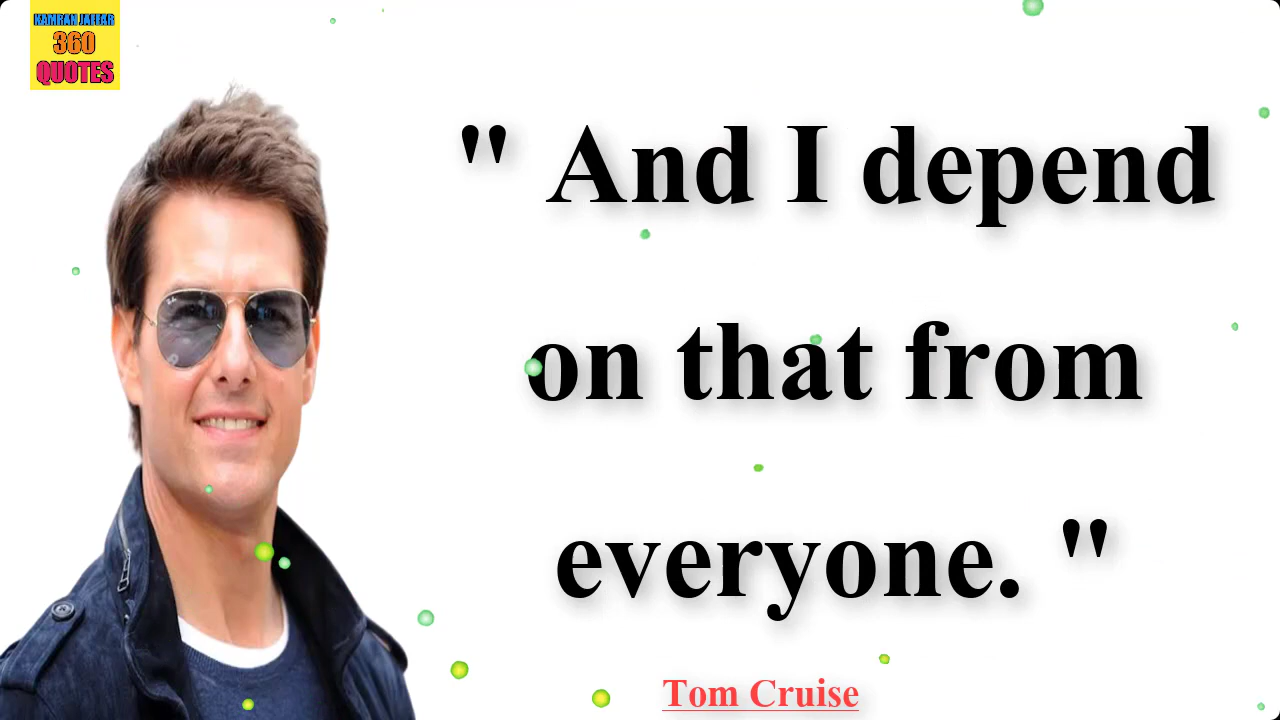 KAMRAN JAFFAR
360
QUOTES
" And I depend
on that from
everyone. "
Tom Cruise